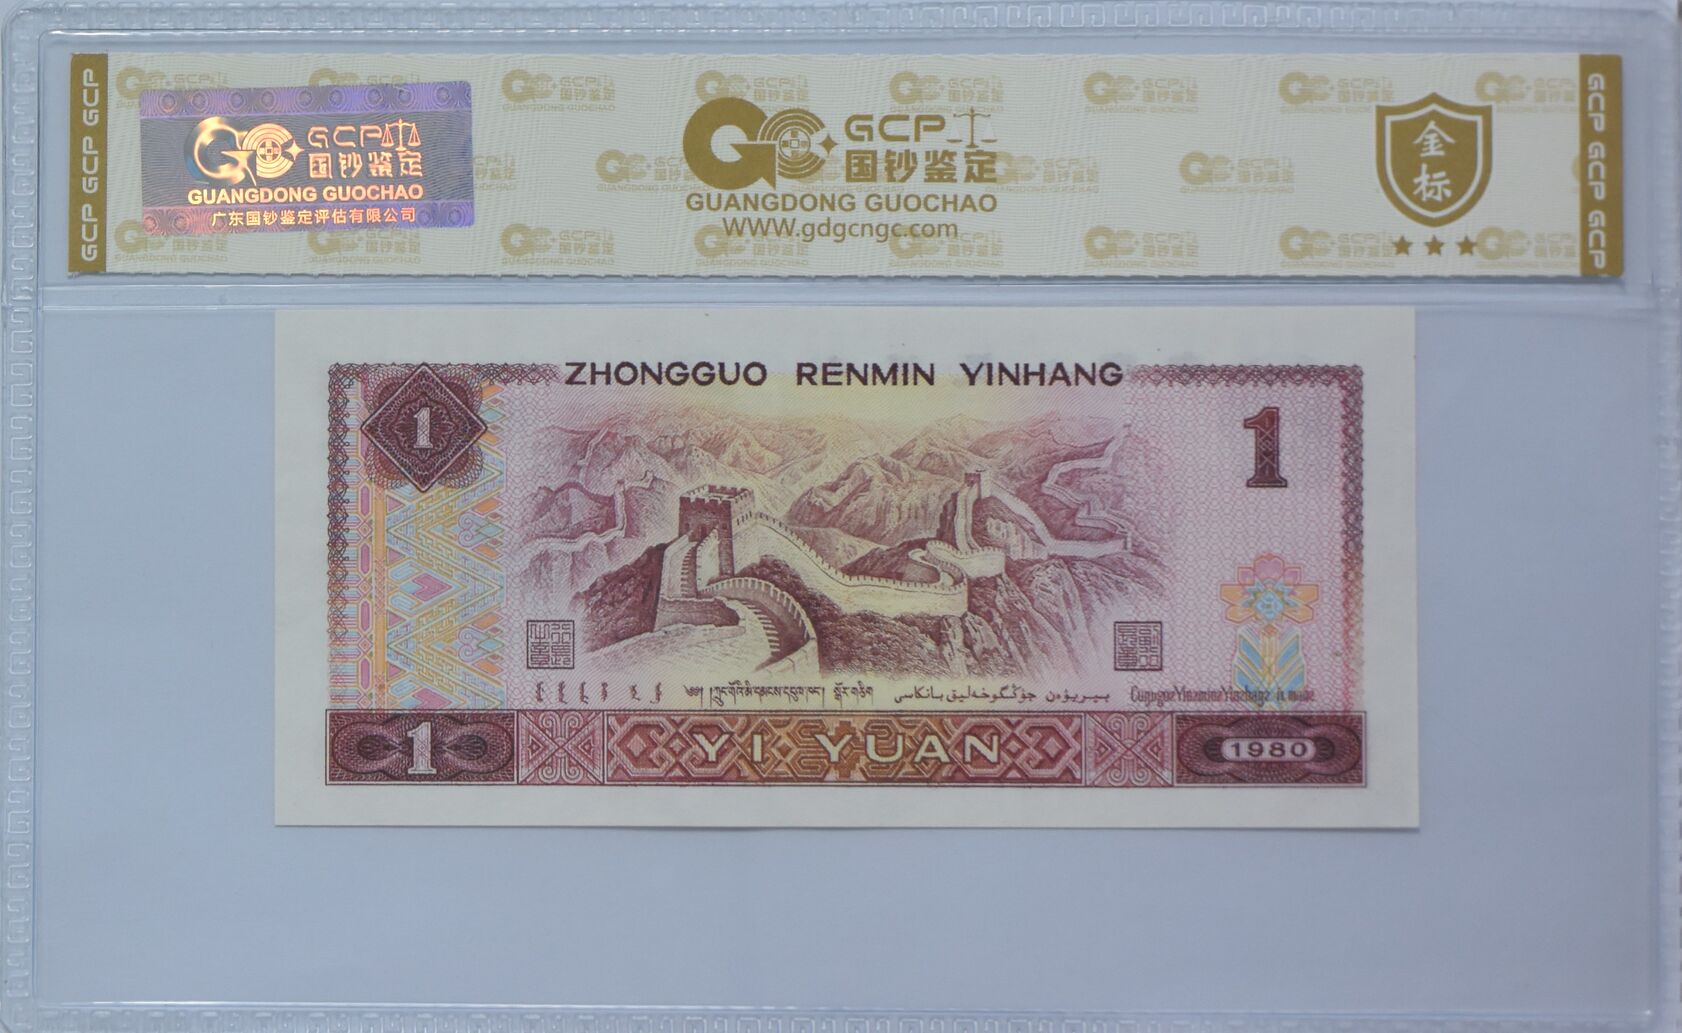 GCP GCP GCP
GCP 国钞鉴定
GUANGDONG GUOCHAO
广东国钞鉴定评估有限公司
GCP
国钞鉴定
GUANGDONG GUOCHAO
WWW.gdgcngc.com
金标
GCP GCP GCP
ZHONGGUO RENMIN YINHANG
1
1
1
YI YUAN
1980